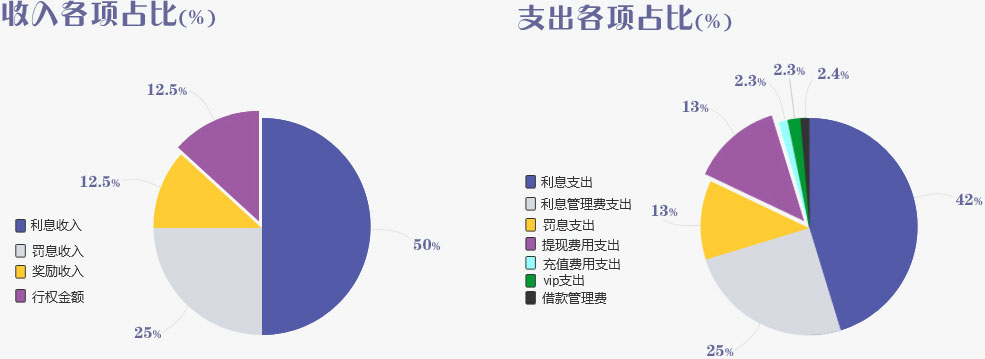 收入各项占比(%)
12.5%
12.5%
50%
25%
利息收入
罚息收入
奖励收入
行权金额
支出各项占比(%)
2.3%
2.3%
2.4%
13%
13%
42%
25%
利息支出
利息管理费支出
罚息支出
提现费用支出
充值费用支出
vip支出
借款管理费